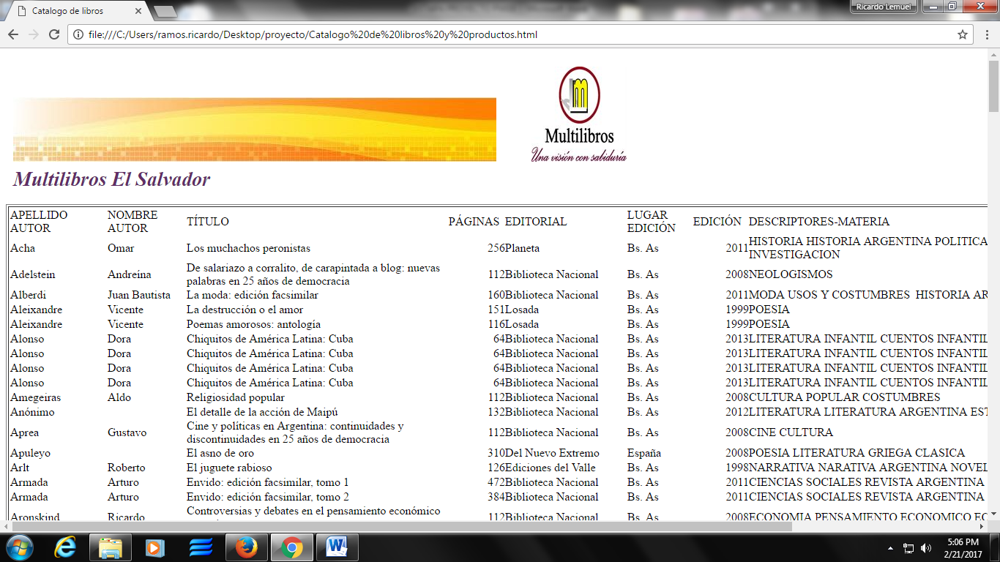 Catalogo de libros
Ricardo Lemuel
file:///C:/Users/ramos.ricardo/Desktop/proyecto/Catalogo%20de%20libros%20y%20productos.html
Multilibros
Una visión con sabiduría
Multilibros El Salvador
APELLIDO AUTOR NOMBRE AUTOR TÍTULO PÁGINAS EDITORIAL LUGAR EDICIÓN EDICIÓN DESCRIPTORES-MATERIA
Acha Omar Los muchachos peronistas 256 Planeta Bs. As 2011 HISTORIA HISTORIA ARGENTINA POLITICA
INVESTIGACION
Adelstein Andreína De salariazo a corralito, de carapintada a blog: nuevas
palabras en 25 años de democracia 112 Biblioteca Nacional Bs. As 2008 NEOLOGISMOS
Alberdi Juan Bautista La moda: edición facsimilar 160 Biblioteca Nacional Bs. As 2011 MODA USOS Y COSTUMBRES HISTORIA AR
Aleixandre Vicente La destrucción o el amor 151 Losada Bs. As 1999 POESIA
Aleixandre Vicente Poemas amorosos: antología 116 Losada Bs. As 1999 POESIA
Alonso Dora Chiquitos de América Latina: Cuba 64 Biblioteca Nacional Bs. As 2013 LITERATURA INFANTIL CUENTOS INFANTIL
Alonso Dora Chiquitos de América Latina: Cuba 64 Biblioteca Nacional Bs. As 2013 LITERATURA INFANTIL CUENTOS INFANTIL
Alonso Dora Chiquitos de América Latina: Cuba 64 Biblioteca Nacional Bs. As 2013 LITERATURA INFANTIL CUENTOS INFANTIL
Alonso Dora Chiquitos de América Latina: Cuba 64 Biblioteca Nacional Bs. As 2013 LITERATURA INFANTIL CUENTOS INFANTIL
Amegeiras Aldo Religiosidad popular 112 Biblioteca Nacional Bs. As 2008 CULTURA POPULAR COSTUMBRES
Anónimo El detalle de la acción de Maipú 132 Biblioteca Nacional Bs. As 2012 LITERATURA LITERATURA ARGENTINA EST
Aprea Gustavo Cine y políticas en Argentina: continuidades y
discontinuidades en 25 años de democracia 112 Biblioteca Nacional Bs. As 2008 CINE CULTURA
Apuleyo El asno de oro 310 Del Nuevo Extremo España 2008 POESIA LITERATURA GRIEGA CLASICA
Arlt Roberto El juguete rabioso 126 Ediciones del Valle Bs. As 1998 NARRATIVA NARATIVA ARGENTINA NOVEL
Armada Arturo Envido: edición facsimilar, tomo 1 472 Biblioteca Nacional Bs. As 2011 CIENCIAS SOCIALES REVISTA ARGENTINA
Armada Arturo Envido: edición facsimilar, tomo 2 384 Biblioteca Nacional Bs. As 2011 CIENCIAS SOCIALES REVISTA ARGENTINA
Aronskind Ricardo Controversias y debates en el pensamiento económico
112 Biblioteca Nacional Bs. As 2008 ECONOMIA PENSAMIENTO ECONOMICO EC
5:06 PM
2/21/2017